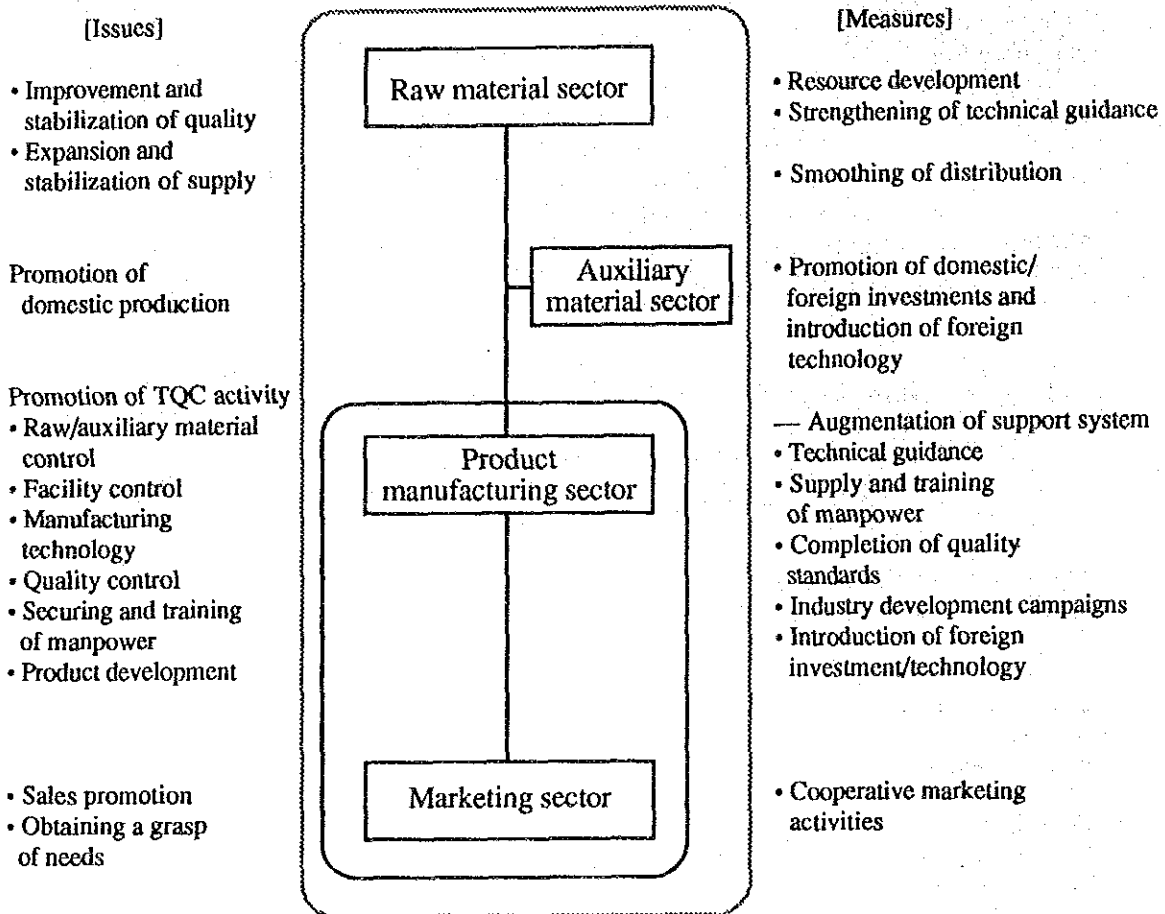 [Issues]
• Improvement and
stabilization of quality
• Expansion and
stabilization of supply
Promotion of
domestic production
Promotion of TQC activity
• Raw/auxiliary material
control
• Facility control
• Manufacturing
technology
• Quality control
• Securing and training
of manpower
• Product development
• Sales promotion
• Obtaining a grasp
of needs
Raw material sector
Auxiliary
material sector
Product
manufacturing sector
Marketing sector
[Measures]
• Resource development
• Strengthening of technical guidance
• Smoothing of distribution
• Promotion of domestic/
foreign investments and
introduction of foreign
technology
— Augmentation of support system
• Technical guidance
• Supply and training
of manpower
• Completion of quality
standards
• Industry development campaigns
• Introduction of foreign
investment/technology
• Cooperative marketing
activities